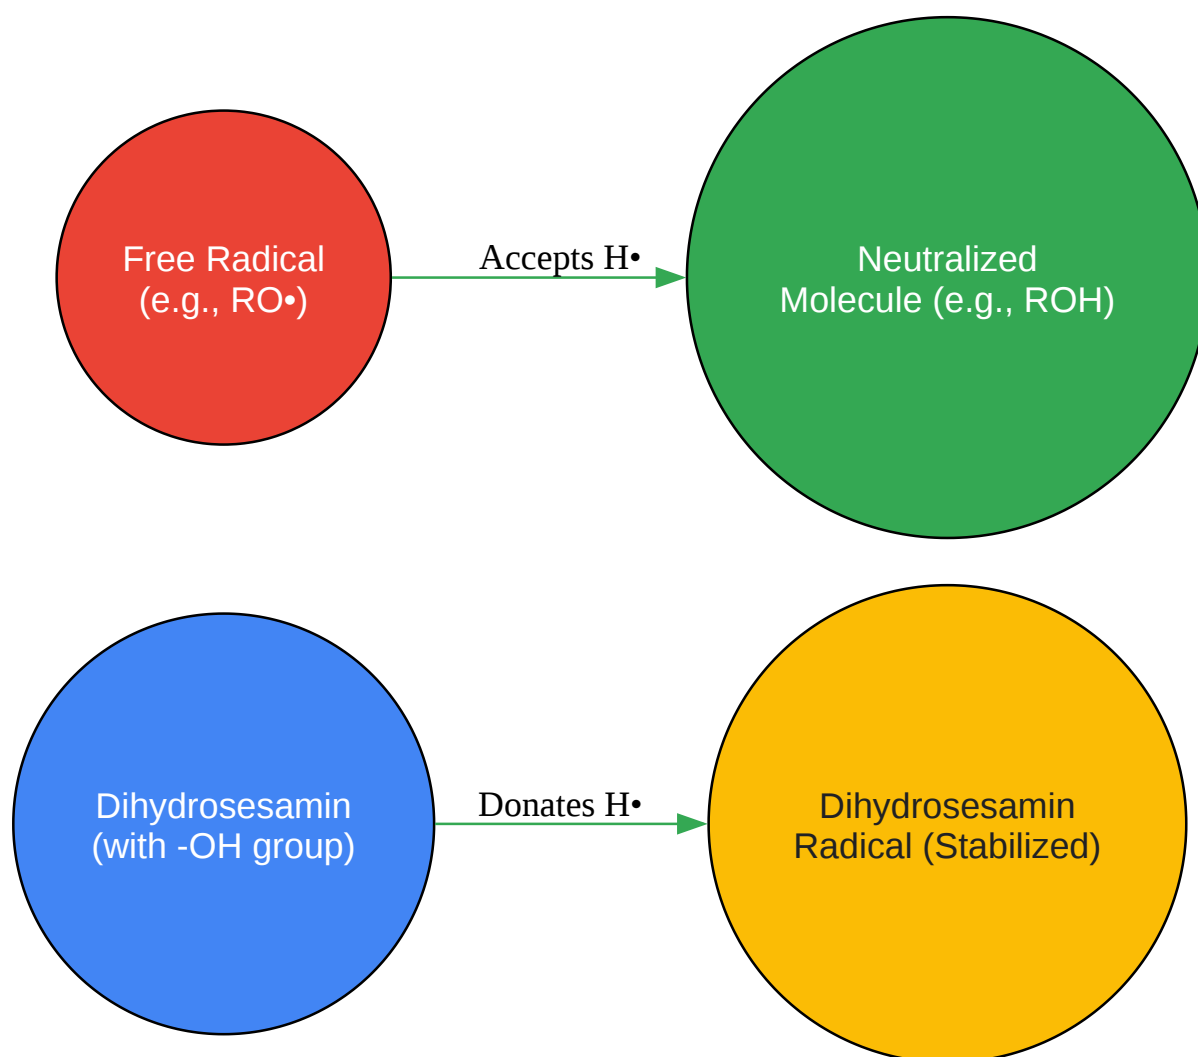 Free Radical
(e.g., RO•)
Accepts H•
Neutralized
Molecule (e.g., ROH)
Dihydrosesamin
(with -OH group)
Donates H•
Dihydrosesamin
Radical (Stabilized)